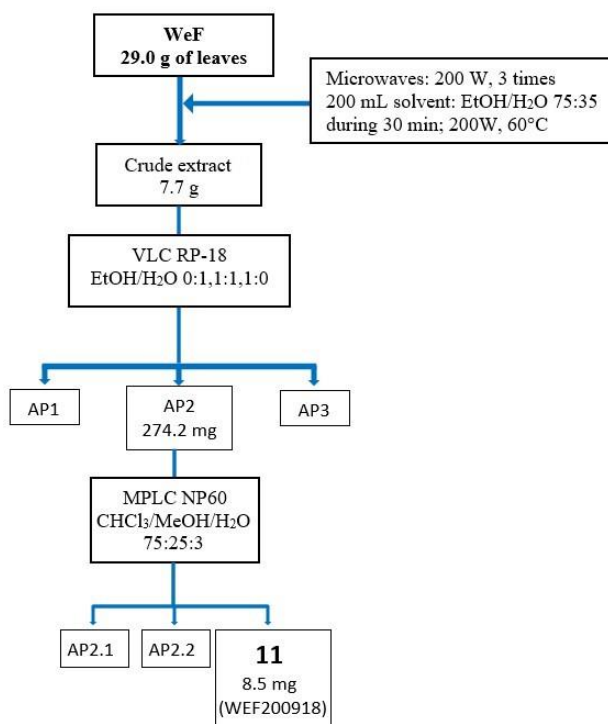 WeF
29.0 g of leaves
Microwaves: 200 W, 3 times
200 mL solvent: EtOH/H₂O 75:35
during 30 min; 200W, 60°C
Crude extract
7.7 g
VLC RP-18
EtOH/H₂O 0:1,1:1,1:0
AP1
AP2
274.2 mg
AP3
MPLC NP60
CHCl₃/MeOH/H₂O
75:25:3
AP2.1
AP2.2
11
8.5 mg
(WEF200918)